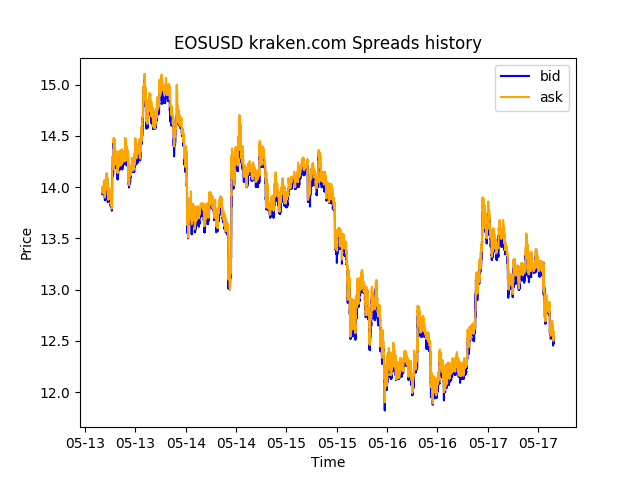 EOSUSD kraken.com Spreads history
bid
ask
Price
15.0
14.5
14.0
13.5
13.0
12.5
12.0
05-13 05-13 05-14 05-14 05-15 05-15 05-16 05-16 05-17 05-17
Time